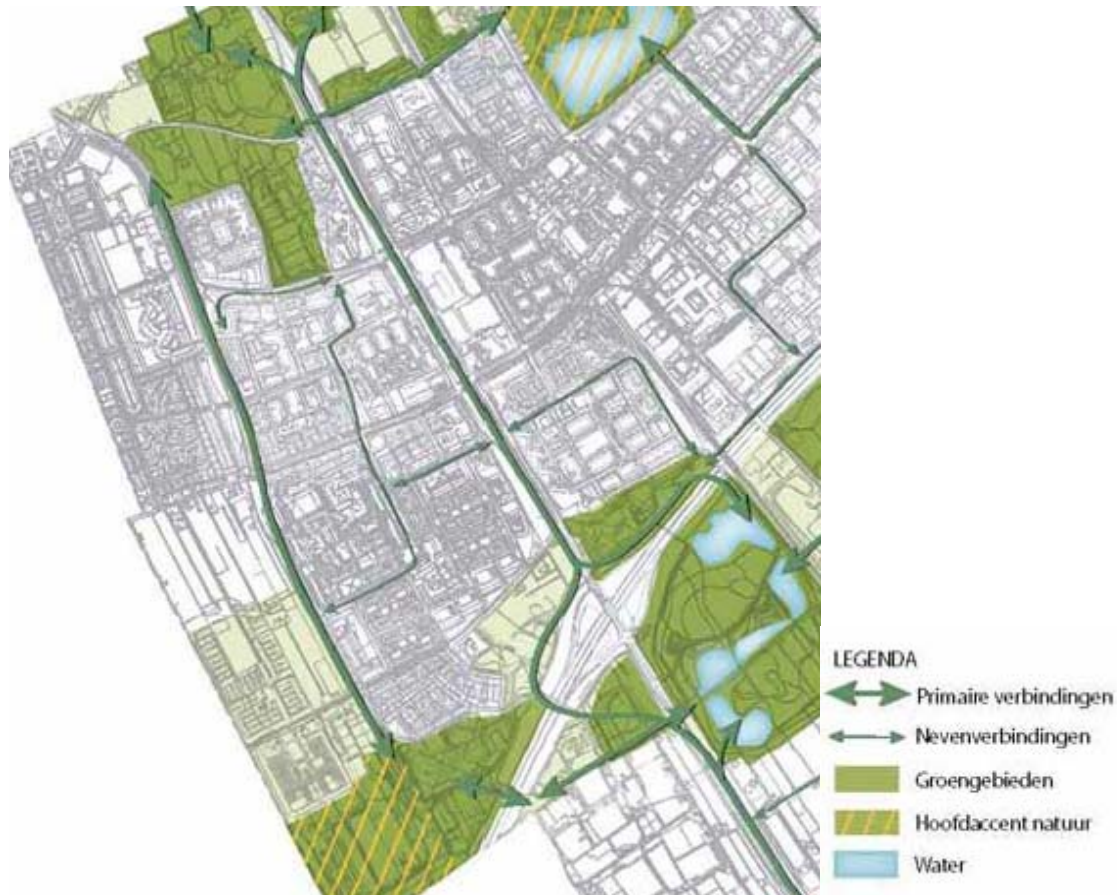 LEGENDA
Primaire verbindingen
Nevenverbindingen
Groengebieden
Hoofdaccent natuur
Water